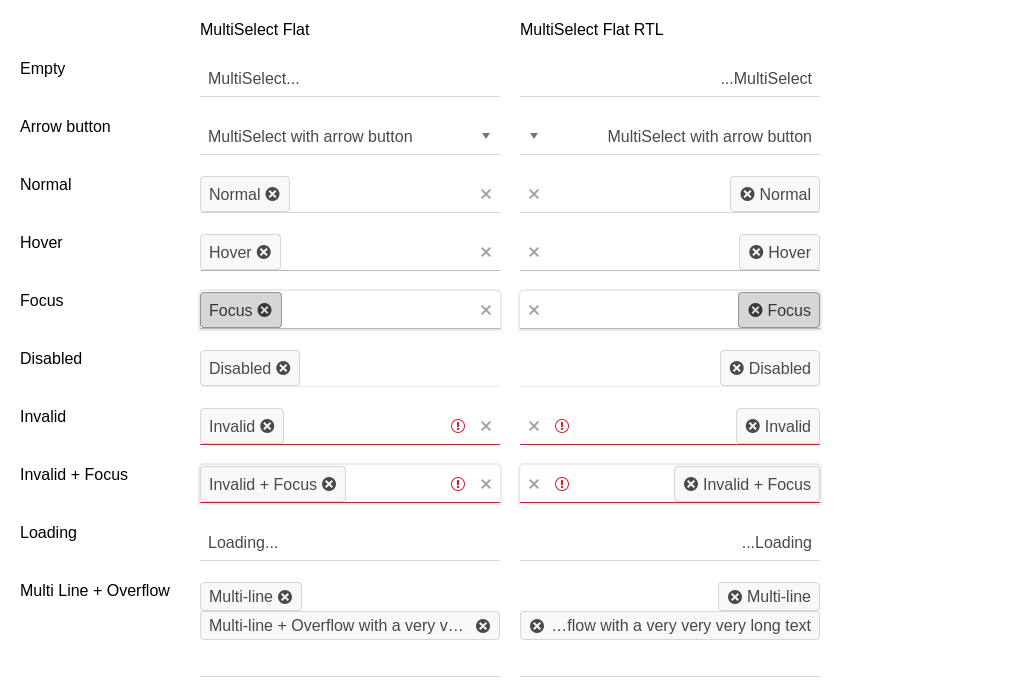 MultiSelect Flat MultiSelect Flat RTL
Empty MultiSelect... ...MultiSelect
Arrow button MultiSelect with arrow button MultiSelect with arrow button
Normal Normal Normal
Hover Hover Hover
Focus Focus Focus
Disabled Disabled Disabled
Invalid Invalid Invalid
Invalid + Focus Invalid + Focus Invalid + Focus
Loading Loading... ...Loading
Multi Line + Overflow Multi-line Multi-line
Multi-line + Overflow with a very v… …flow with a very very very long text